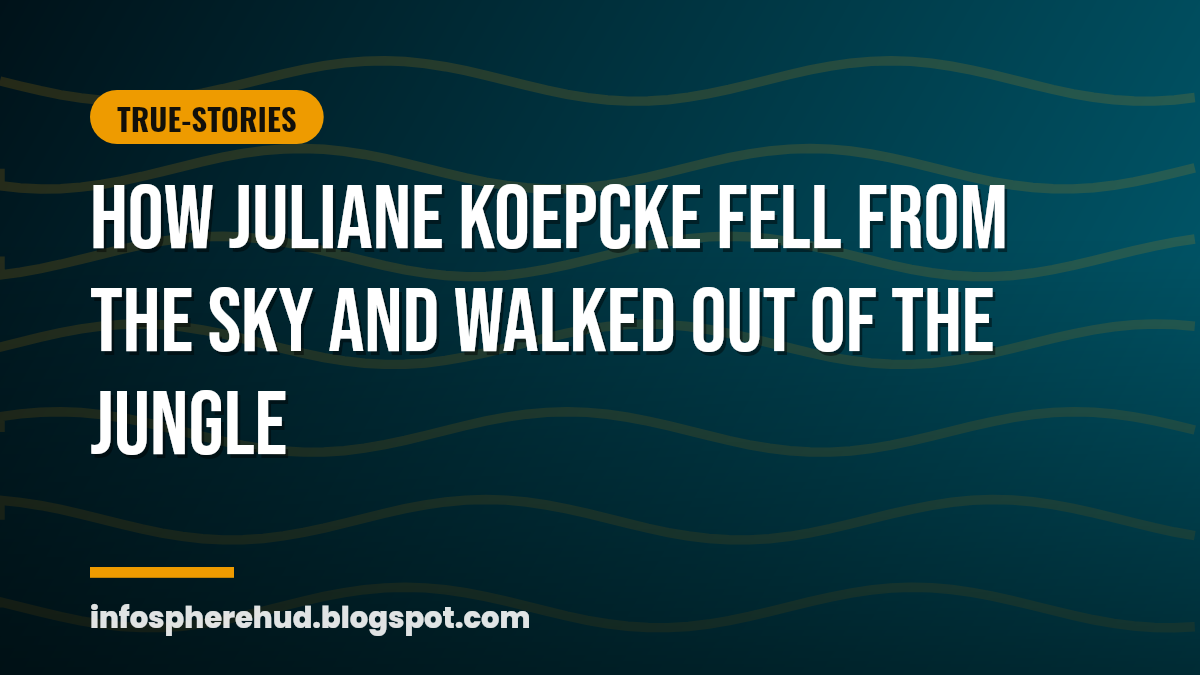 TRUE-STORIES
HOW JULIANE KOEPCKE FELL FROM
THE SKY AND WALKED OUT OF THE
JUNGLE
infospherehud.blogspot.com